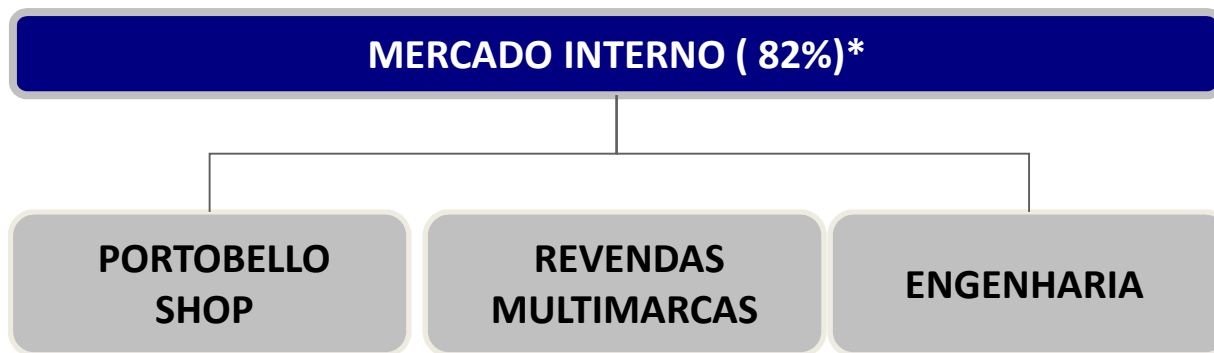 MERCADO INTERNO ( 82%)*
PORTOBELLO
SHOP
REVENDAS
MULTIMARCAS
ENGENHARIA